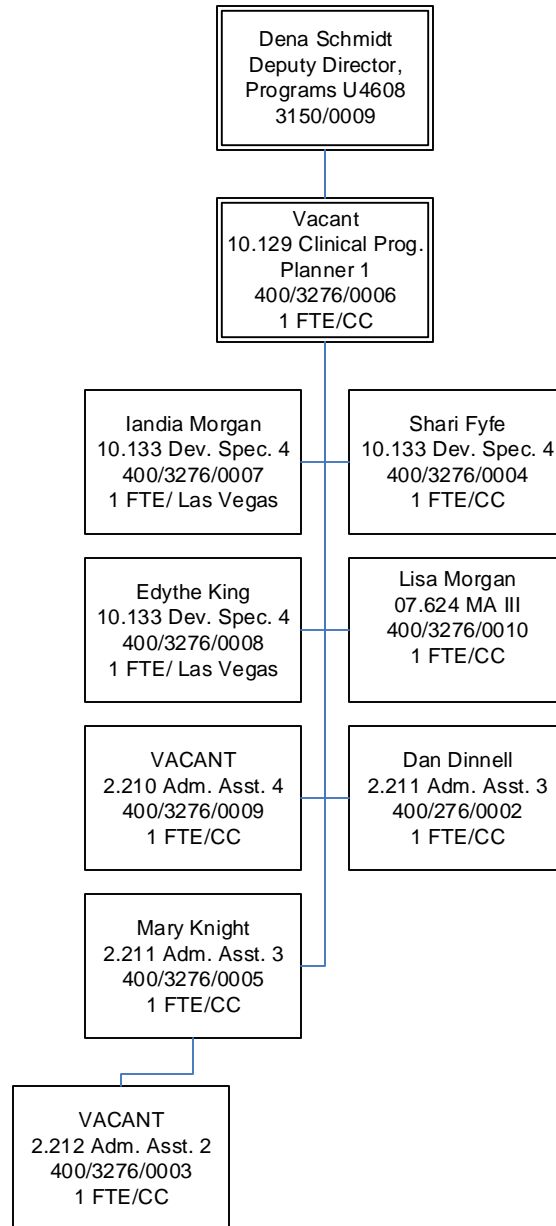 Dena Schmidt
Deputy Director,
Programs U4608
3150/0009
Vacant
10.129 Clinical Prog.
Planner 1
400/3276/0006
1 FTE/CC
Iandia Morgan
10.133 Dev. Spec. 4
400/3276/0007
1 FTE/ Las Vegas
Shari Fyfe
10.133 Dev. Spec. 4
400/3276/0004
1 FTE/CC
Edythe King
10.133 Dev. Spec. 4
400/3276/0008
1 FTE/ Las Vegas
Lisa Morgan
07.624 MA III
400/3276/0010
1 FTE/CC
VACANT
2.210 Adm. Asst. 4
400/3276/0009
1 FTE/CC
Dan Dinnell
2.211 Adm. Asst. 3
400/276/0002
1 FTE/CC
Mary Knight
2.211 Adm. Asst. 3
400/3276/0005
1 FTE/CC
VACANT
2.212 Adm. Asst. 2
400/3276/0003
1 FTE/CC